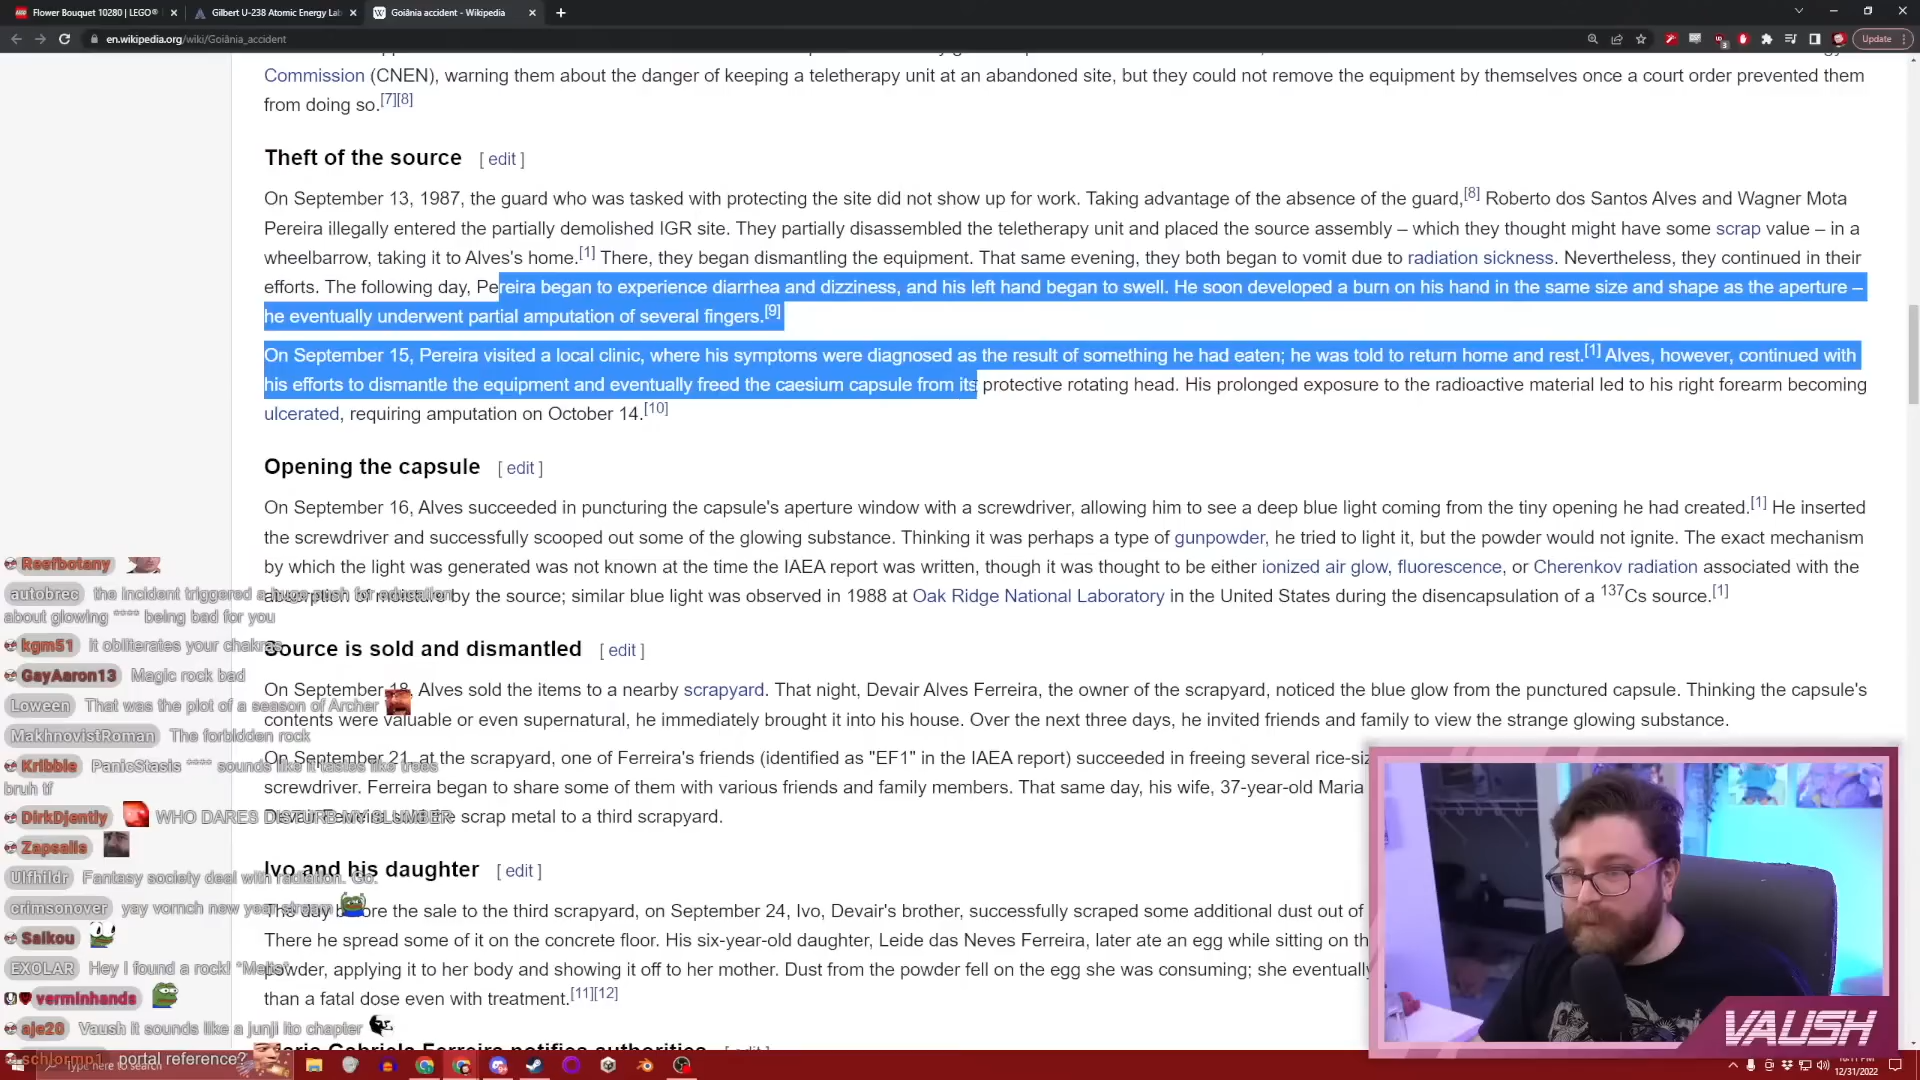 Flower Bouquet 10280 | LEGO®
Gilbert U-238 Atomic Energy Lab
Goiânia accident - Wikipedia
en.wikipedia.org/wiki/Goiânia_accident
Update
Commission (CNEN), warning them about the danger of keeping a teletherapy unit at an abandoned site, but they could not remove the equipment by themselves once a court order prevented them
from doing so.[7][8]
Theft of the source [ edit ]
On September 13, 1987, the guard who was tasked with protecting the site did not show up for work. Taking advantage of the absence of the guard,[8] Roberto dos Santos Alves and Wagner Mota
Pereira illegally entered the partially demolished IGR site. They partially disassembled the teletherapy unit and placed the source assembly – which they thought might have some scrap value – in a
wheelbarrow, taking it to Alves's home.[1] There, they began dismantling the equipment. That same evening, they both began to vomit due to radiation sickness. Nevertheless, they continued in their
efforts. The following day, Pereira began to experience diarrhea and dizziness, and his left hand began to swell. He soon developed a burn on his hand in the same size and shape as the aperture –
he eventually underwent partial amputation of several fingers.[9]
On September 15, Pereira visited a local clinic, where his symptoms were diagnosed as the result of something he had eaten; he was told to return home and rest.[1] Alves, however, continued with
his efforts to dismantle the equipment and eventually freed the caesium capsule from its protective rotating head. His prolonged exposure to the radioactive material led to his right forearm becoming
ulcerated, requiring amputation on October 14.[10]
Opening the capsule [ edit ]
On September 16, Alves succeeded in puncturing the capsule's aperture window with a screwdriver, allowing him to see a deep blue light coming from the tiny opening he had created.[1] He inserted
the screwdriver and successfully scooped out some of the glowing substance. Thinking it was perhaps a type of gunpowder, he tried to light it, but the powder would not ignite. The exact mechanism
by which the light was generated was not known at the time the IAEA report was written, though it was thought to be either ionized air glow, fluorescence, or Cherenkov radiation associated with the
absorption of moisture by the source; similar blue light was observed in 1988 at Oak Ridge National Laboratory in the United States during the disencapsulation of a 137Cs source.[1]
Source is sold and dismantled [ edit ]
On September 18, Alves sold the items to a nearby scrapyard. That night, Devair Alves Ferreira, the owner of the scrapyard, noticed the blue glow from the punctured capsule. Thinking the capsule's
contents were valuable or even supernatural, he immediately brought it into his house. Over the next three days, he invited friends and family to view the strange glowing substance.
On September 21, at the scrapyard, one of Ferreira's friends (identified as "EF1" in the IAEA report) succeeded in freeing several rice-siz
screwdriver. Ferreira began to share some of them with various friends and family members. That same day, his wife, 37-year-old Maria
Devair Ferreira sold the scrap metal to a third scrapyard.
Ivo and his daughter [ edit ]
The day before the sale to the third scrapyard, on September 24, Ivo, Devair's brother, successfully scraped some additional dust out of
There he spread some of it on the concrete floor. His six-year-old daughter, Leide das Neves Ferreira, later ate an egg while sitting on th
powder, applying it to her body and showing it off to her mother. Dust from the powder fell on the egg she was consuming; she eventually
than a fatal dose even with treatment.[11][12]
Maria Gabriela Ferreira notifies authorities [ edit ]
Reefbotany
autobrec the incident triggered a huge push for education
about glowing **** being bad for you
kgm51 it obliterates your chakras
GayAaron13 Magic rock bad
Loween That was the plot of a season of Archer
MakhnovistRoman The forbidden rock
Kribble PanicStasis **** sounds like it tastes like trees
bruh tf
DirkDjently WHO DARES DISTURB MY SLUMBER
Zapsalis
Ulfhildr Fantasy society deal with radiation. Go.
crimsonover yay vornch new year stream
Saikou
EXOLAR Hey I found a rock! *Melts*
verminhands
aje20 Vaush it sounds like a junji ito chapter
schlormp1 portal reference?
Type here to search
VAUSH
10:11 PM
12/31/2022